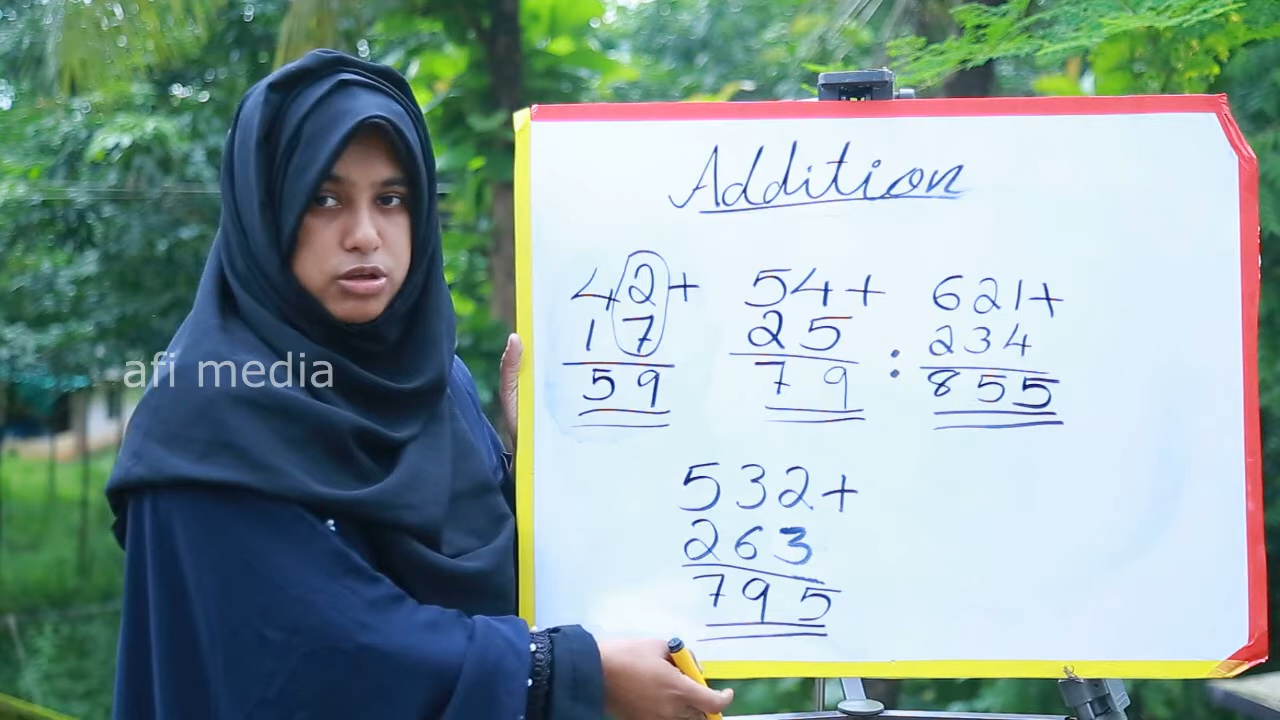 Addition
42+ 54+ 621+
17 25 : 234
59 79 855
532+
263
795
afi media